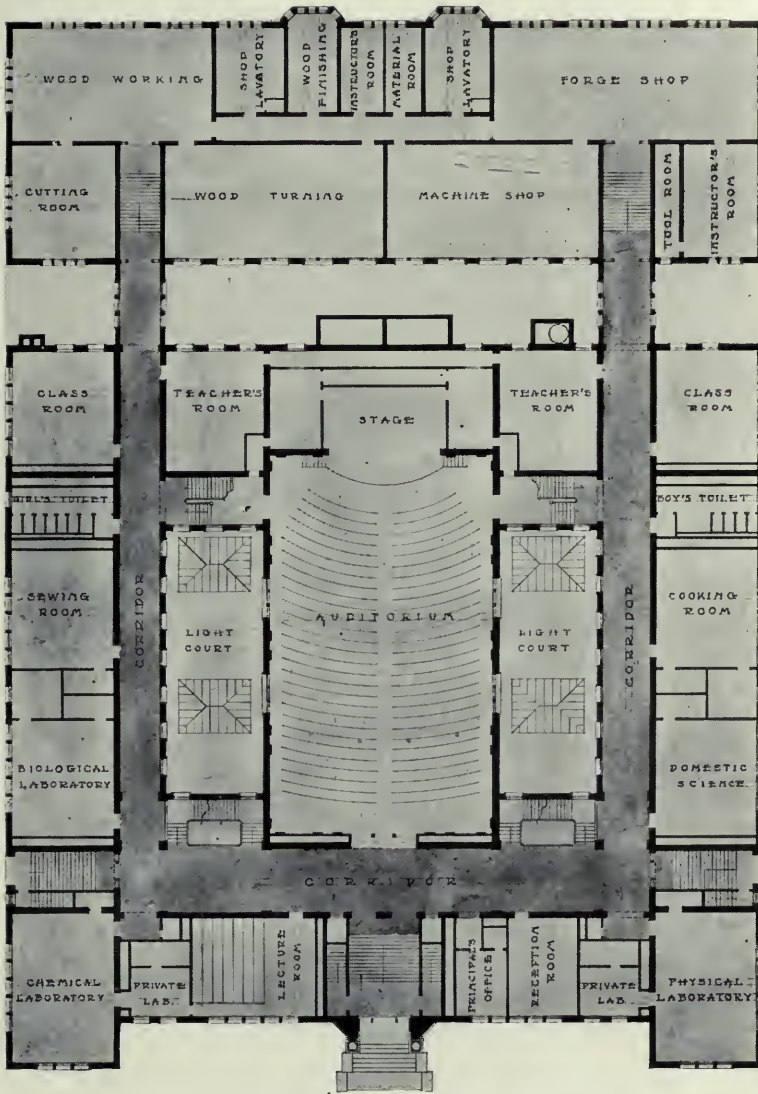 WOOD WORKING
SHOP
LAVATORY
WOOD
FINISHING
INSTRUCTOR'S
ROOM
MATERIAL
ROOM
SHOP
LAVATORY
FORGE SHOP
CUTTING
ROOM
WOOD TURNING
MACHINE SHOP
TOOL ROOM
INSTRUCTOR'S
ROOM
CLASS
ROOM
TEACHER'S
ROOM
STAGE
TEACHER'S
ROOM
CLASS
ROOM
GIRL'S TOILET
BOY'S TOILET
SEWING
ROOM
CORRIDOR
LIGHT
COURT
AUDITORIUM
LIGHT
COURT
CORRIDOR
COOKING
ROOM
BIOLOGICAL
LABORATORY
DOMESTIC
SCIENCE
CORRIDOR
CHEMICAL
LABORATORY
PRIVATE
LAB.
LECTURE
ROOM
PRINCIPAL'S
OFFICE
RECEPTION
ROOM
PRIVATE
LAB.
PHYSICAL
LABORATORY